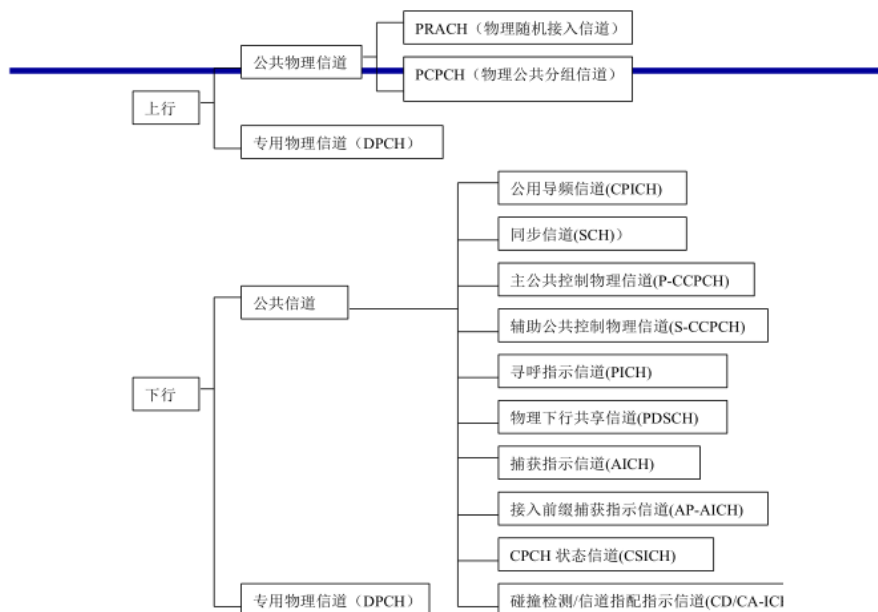 PRACH（物理随机接入信道）
公共物理信道
PCPCH（物理公共分组信道）
上行
专用物理信道（DPCH）
公用导频信道(CPICH)
同步信道(SCH)）
主公共控制物理信道(P-CCPCH)
公共信道
辅助公共控制物理信道(S-CCPCH)
寻呼指示信道(PICH)
下行
物理下行共享信道(PDSCH)
捕获指示信道(AICH)
接入前缀捕获指示信道(AP-AICH)
CPCH 状态信道(CSICH)
专用物理信道（DPCH）
碰撞检测/信道指配指示信道(CD/CA-ICI